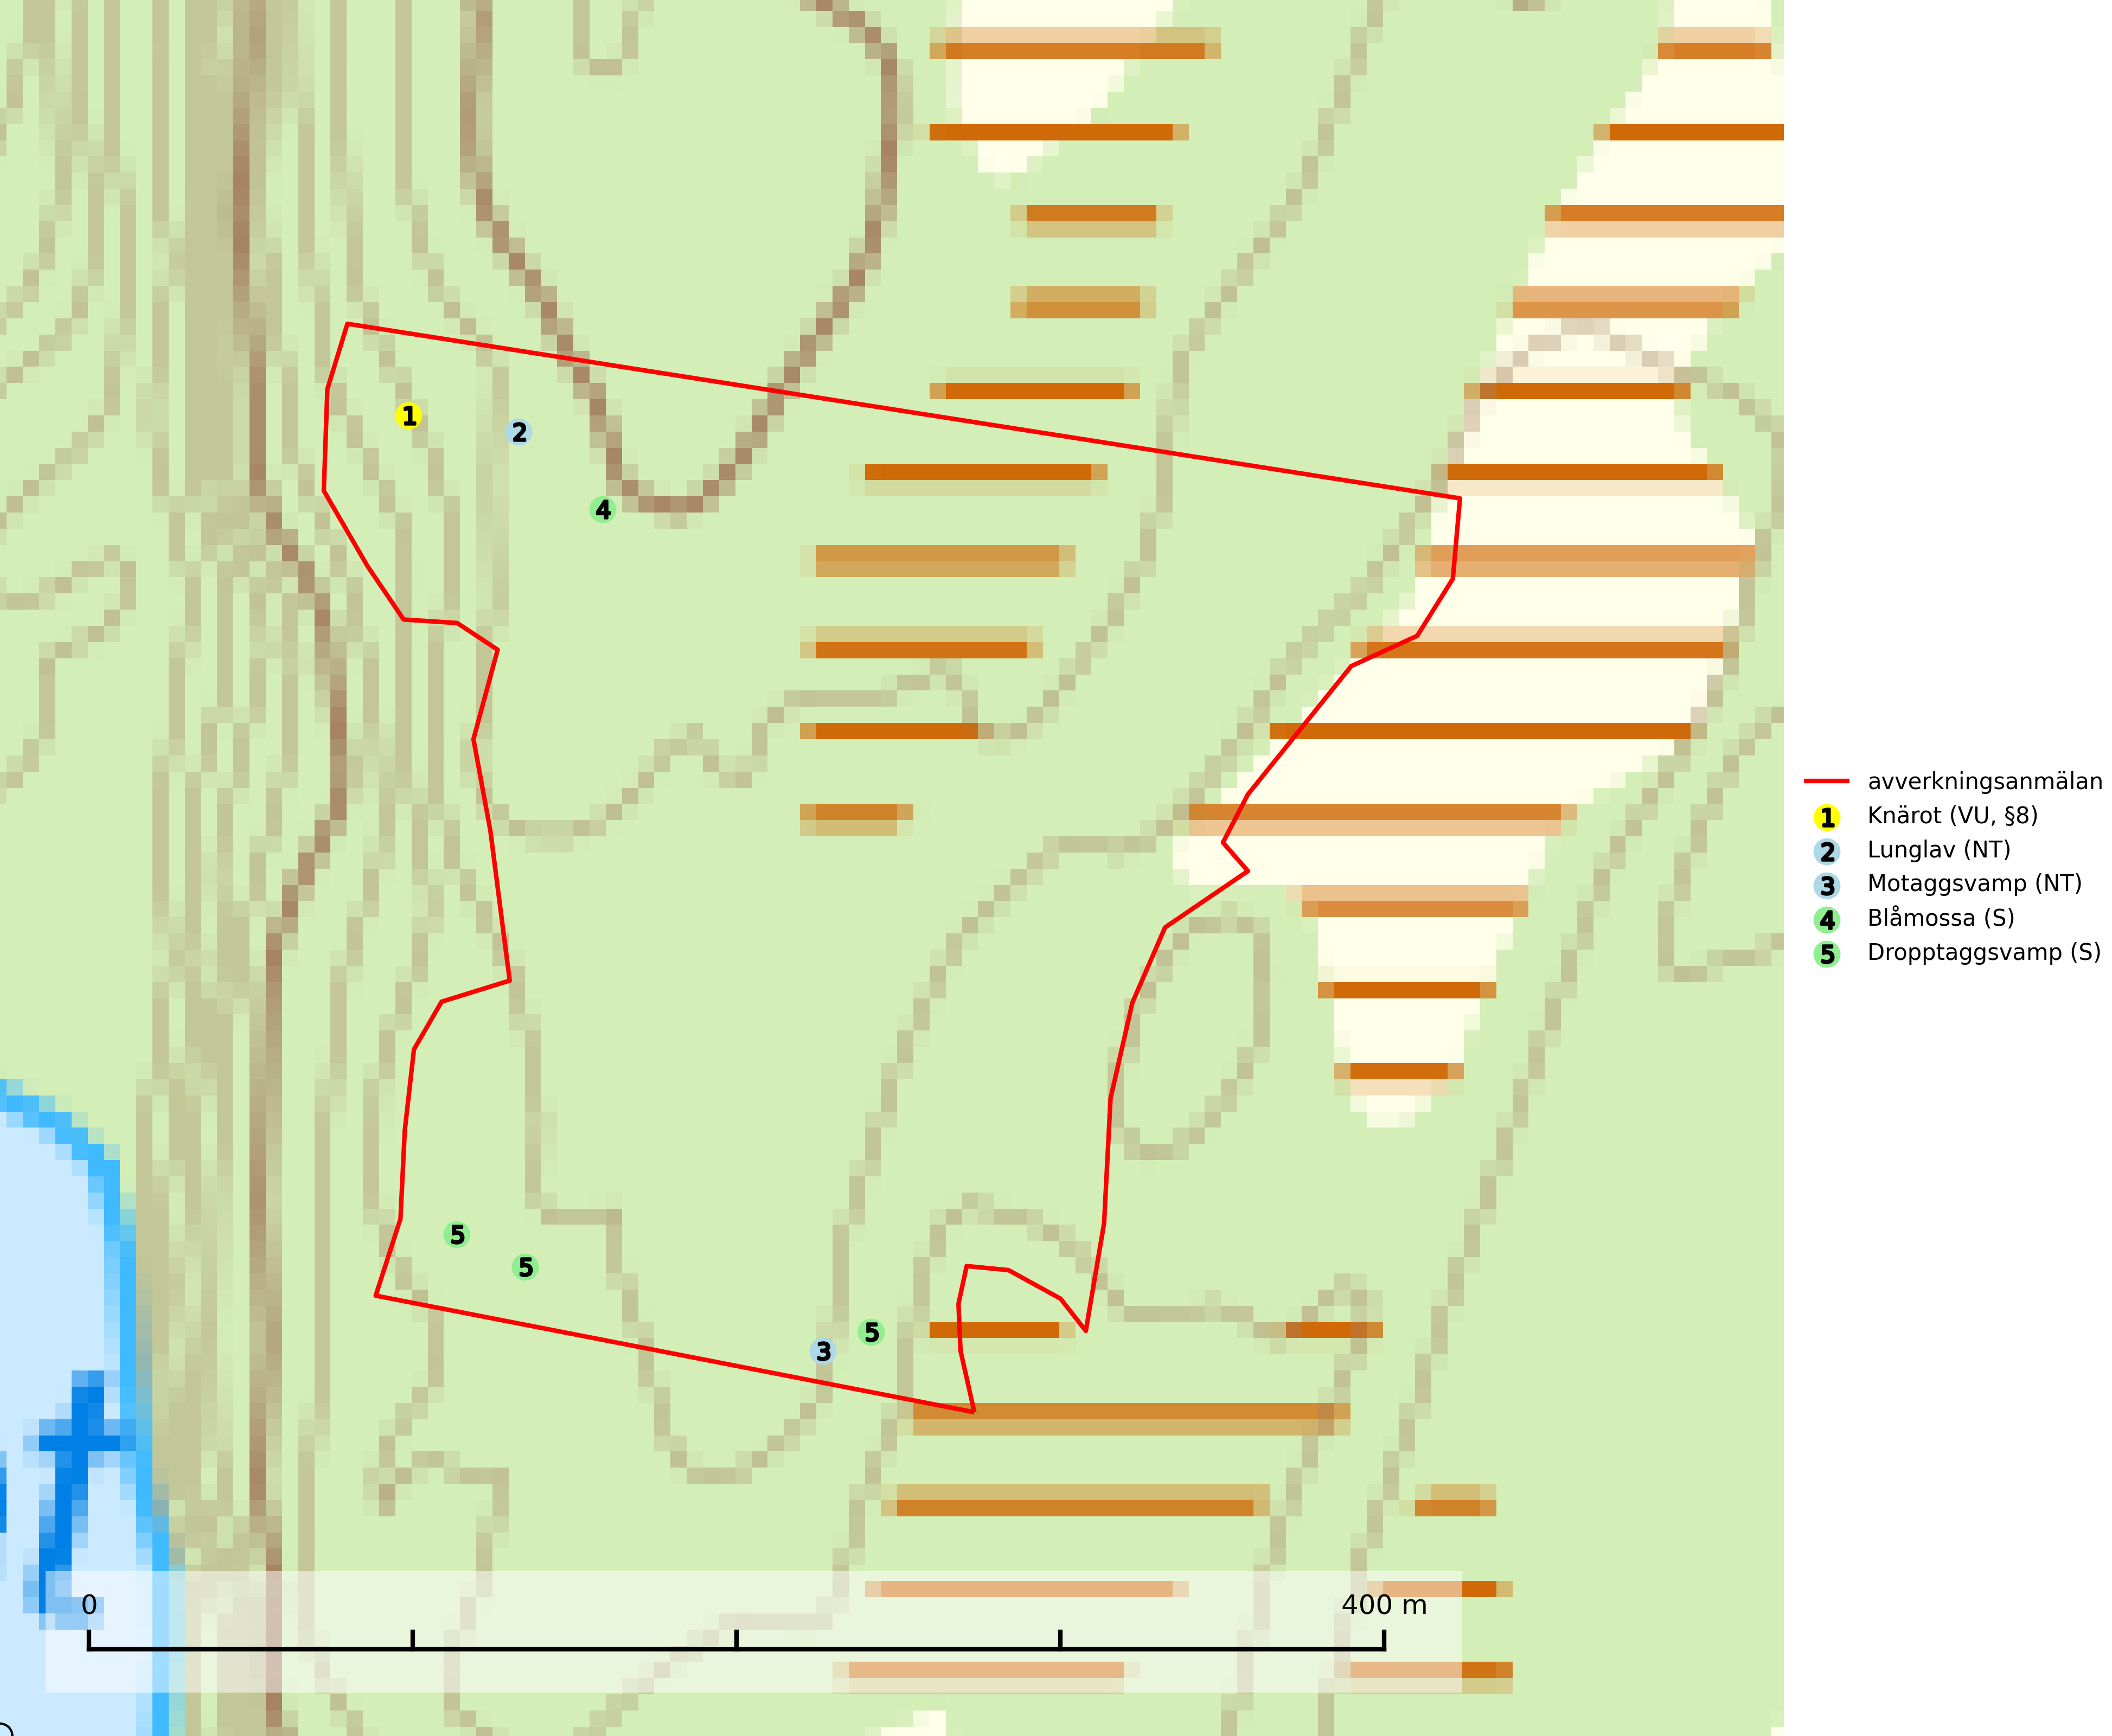 1
2
4
5
5
5
3
0
400 m
avverkningsanmälan
1 Knärot (VU, §8)
2 Lunglav (NT)
3 Motaggsvamp (NT)
4 Blåmossa (S)
5 Dropptaggsvamp (S)